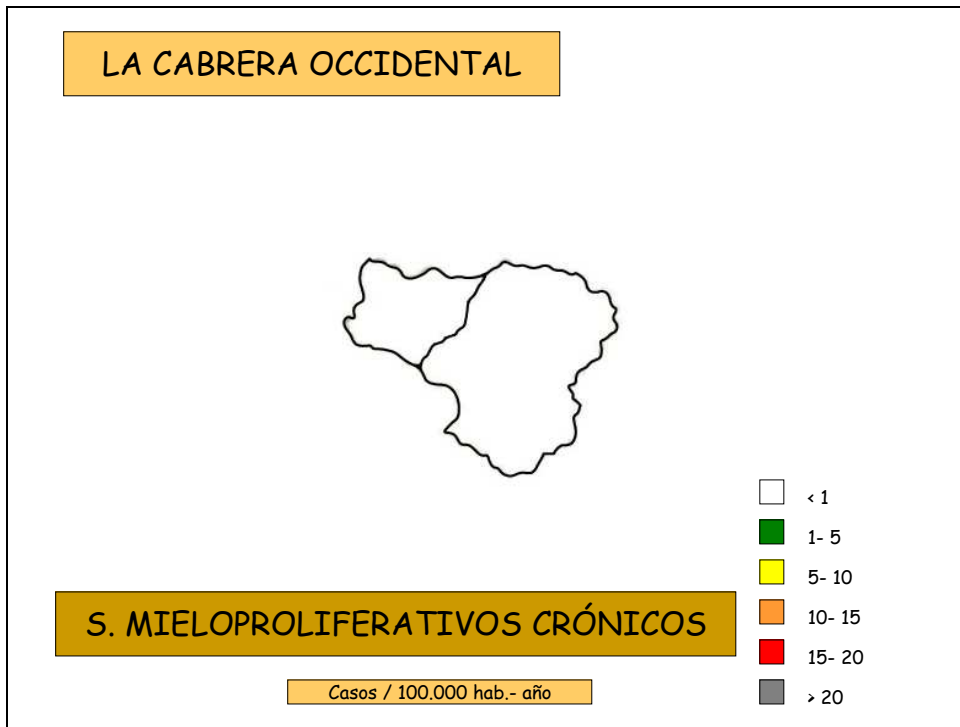 LA CABRERA OCCIDENTAL
< 1
1- 5
5- 10
10- 15
15- 20
> 20
S. MIELOPROLIFERATIVOS CRÓNICOS
Casos / 100.000 hab.- año